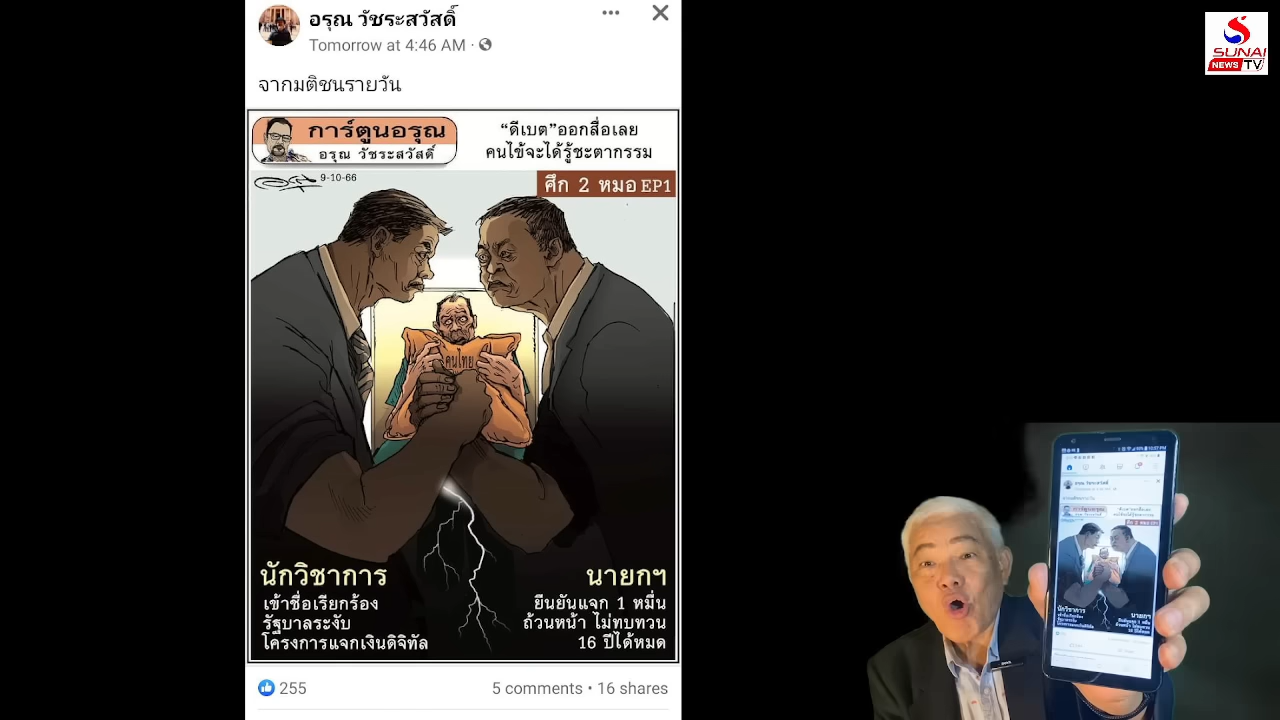 อรุณ วัชระสวัสดิ์
Tomorrow at 4:46 AM
จากมติชนรายวัน
การ์ตูนอรุณ
อรุณ วัชระสวัสดิ์
"ดีเบต"ออกสื่อเลย
คนไข้จะได้รู้ชะตากรรม
9-10-66
ศึก 2 หมอ EP1
คนไทย
นักวิชาการ
เข้าชื่อเรียกร้อง
รัฐบาลระงับ
โครงการแจกเงินดิจิทัล
นายกฯ
ยืนยันแจก 1 หมื่น
ถ้วนหน้า ไม่ทบทวน
16 ปีได้หมด
255
5 comments • 16 shares
SUNAI
NEWS TV